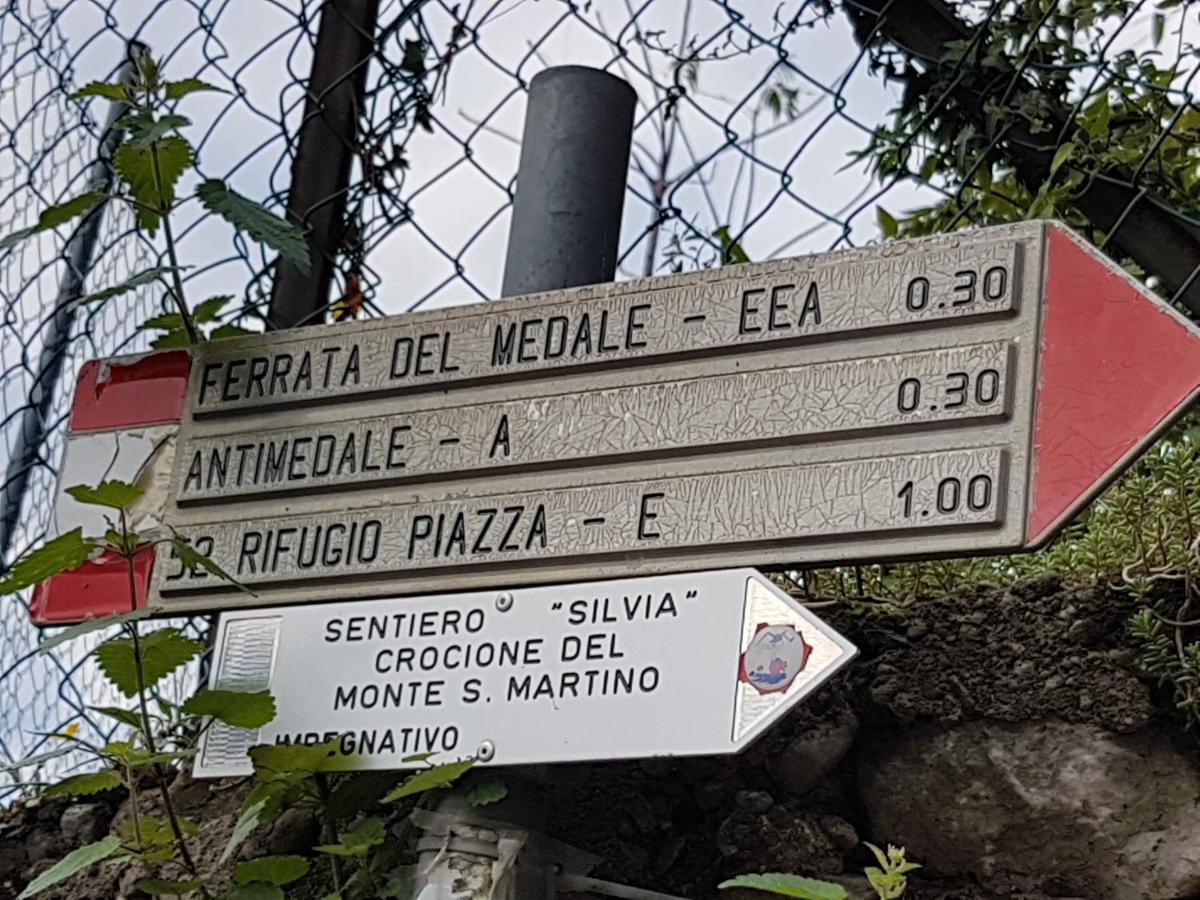 FERRATA DEL MEDALE - EEA 0.30
ANTIMEDALE - A 0.30
52 RIFUGIO PIAZZA - E 1.00
SENTIERO "SILVIA"
CROCIONE DEL
MONTE S. MARTINO
IMPEGNATIVO